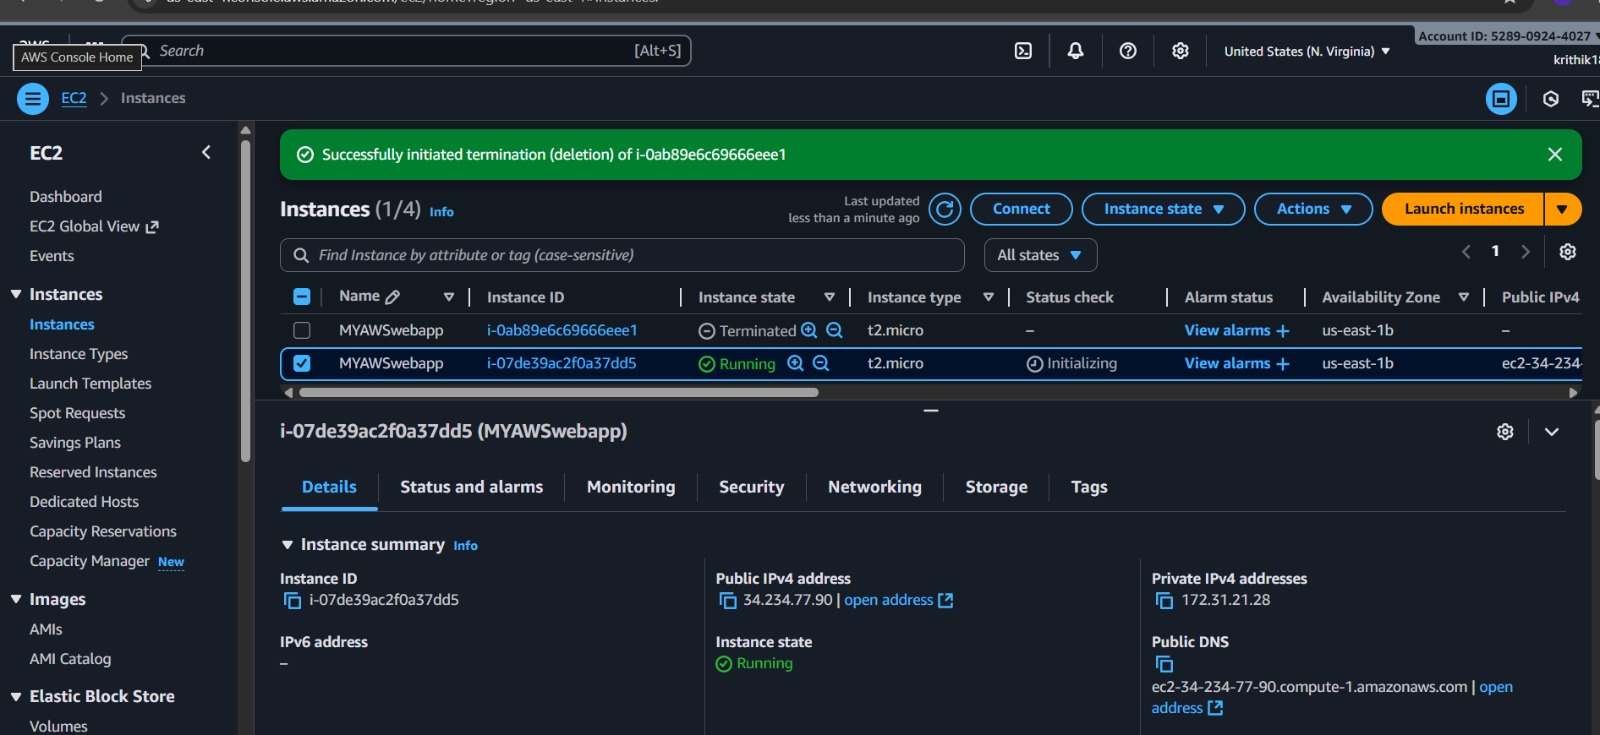 AWS Console Home
Search [Alt+S]
United States (N. Virginia)
Account ID: 5289-0924-4027
EC2 Instances
EC2
Dashboard
EC2 Global View
Events
Instances
Instances
Instance Types
Launch Templates
Spot Requests
Savings Plans
Reserved Instances
Dedicated Hosts
Capacity Reservations
Capacity Manager New
Images
AMIs
AMI Catalog
Elastic Block Store
Volumes
Successfully initiated termination (deletion) of i-0ab89e6c69666eee1
Instances (1/4) Info
Last updated
less than a minute ago
Connect Instance state Actions Launch instances
Find Instance by attribute or tag (case-sensitive) All states 1
Name Instance ID Instance state Instance type Status check Alarm status Availability Zone Public IPv4
MYAWSwebapp i-0ab89e6c69666eee1 Terminated t2.micro – View alarms + us-east-1b –
MYAWSwebapp i-07de39ac2f0a37dd5 Running t2.micro Initializing View alarms + us-east-1b ec2-34-234-
i-07de39ac2f0a37dd5 (MYAWSwebapp)
Details Status and alarms Monitoring Security Networking Storage Tags
Instance summary Info
Instance ID
i-07de39ac2f0a37dd5
IPv6 address
–
Public IPv4 address
34.234.77.90 | open address
Instance state
Running
Private IPv4 addresses
172.31.21.28
Public DNS
ec2-34-234-77-90.compute-1.amazonaws.com | open
address